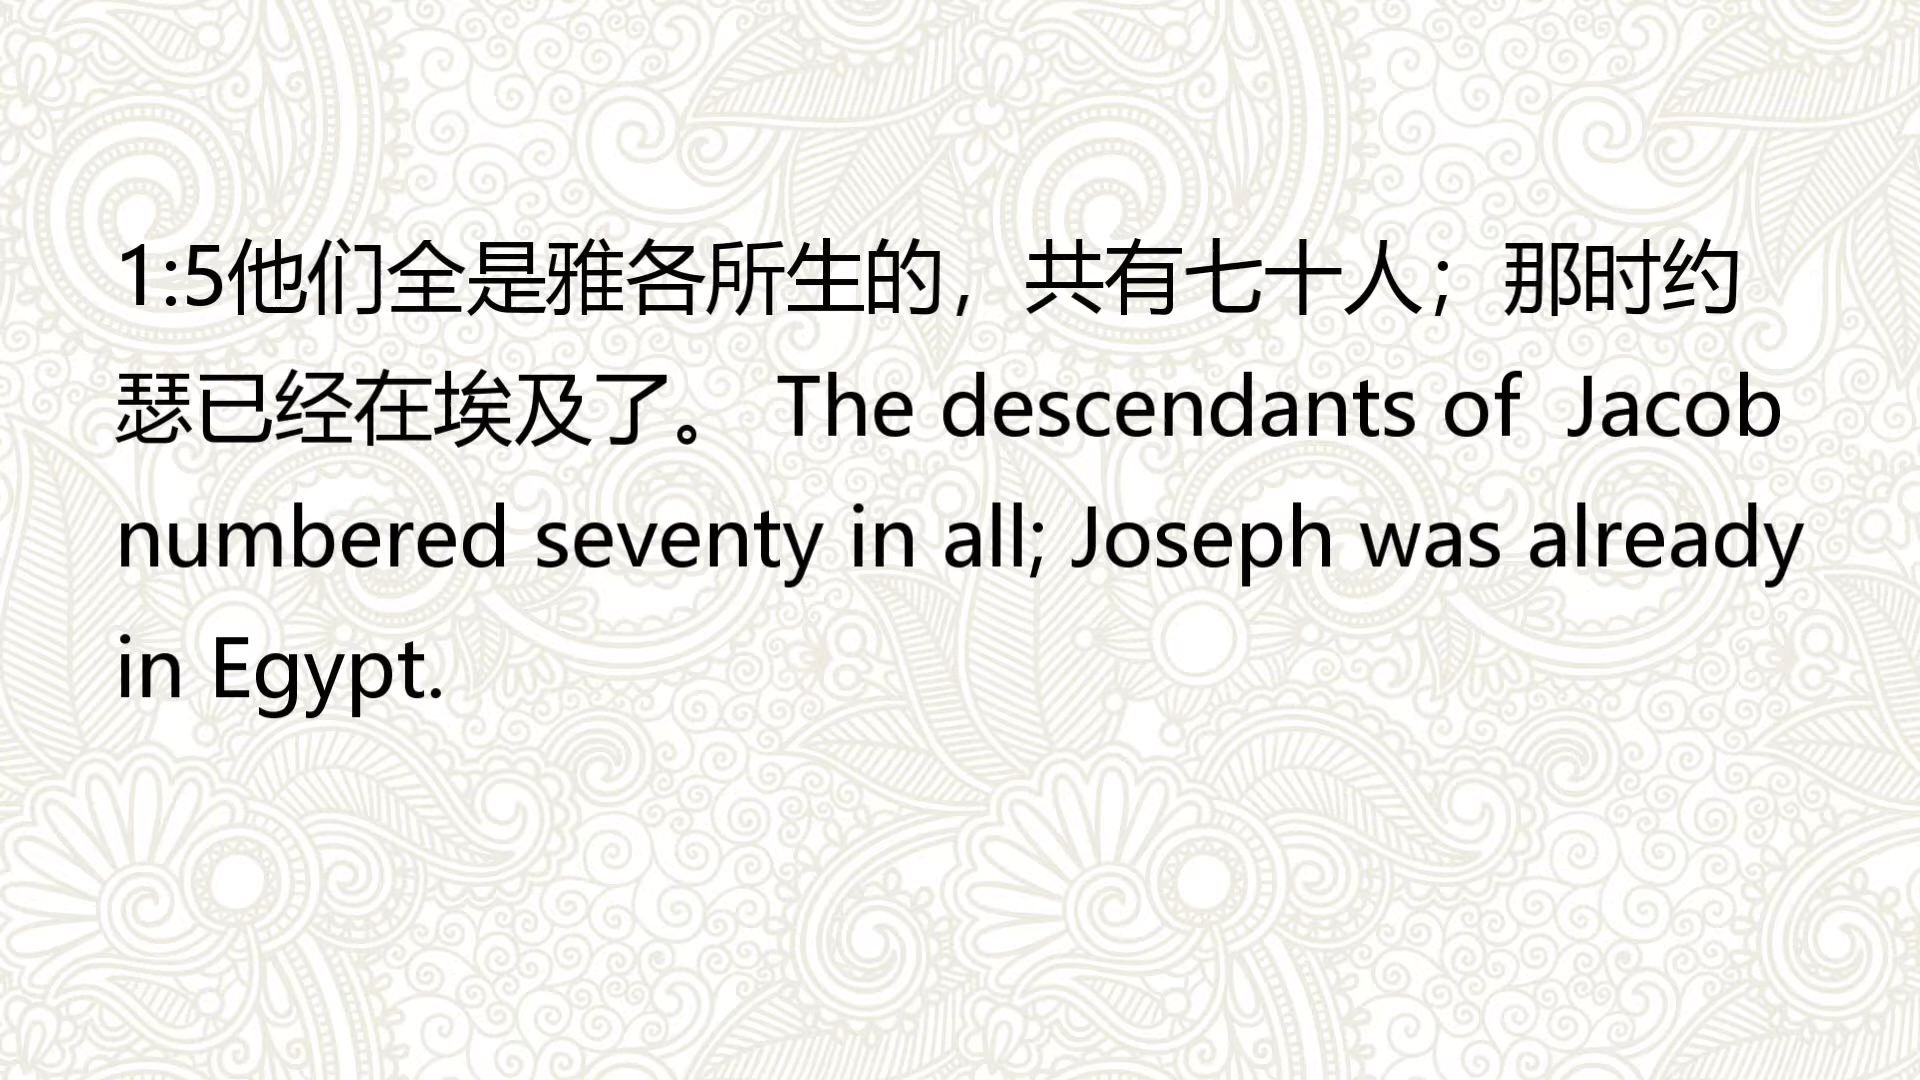 1:5他们全是雅各所生的，共有七十人；那时约
瑟已经在埃及了。 The descendants of  Jacob
numbered seventy in all; Joseph was already
in Egypt.